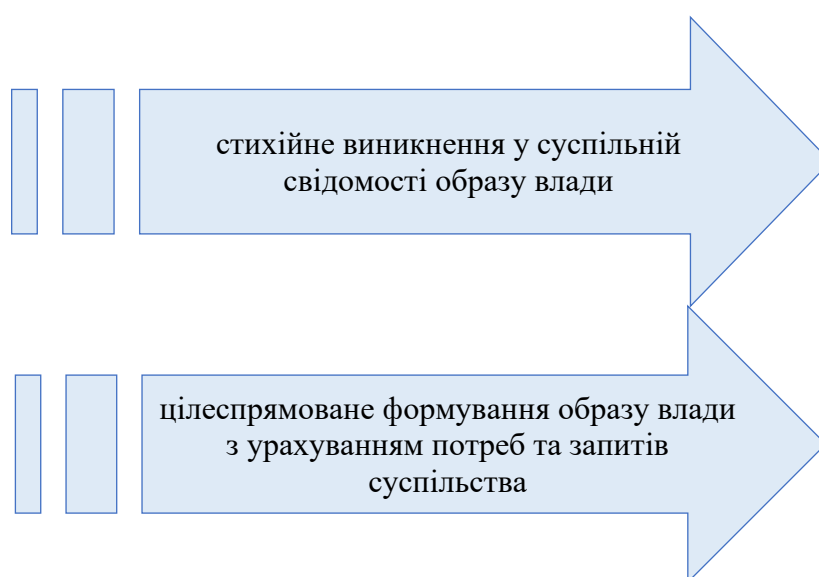 стихійне виникнення у суспільній
свідомості образу влади
цілеспрямоване формування образу влади
з урахуванням потреб та запитів
суспільства